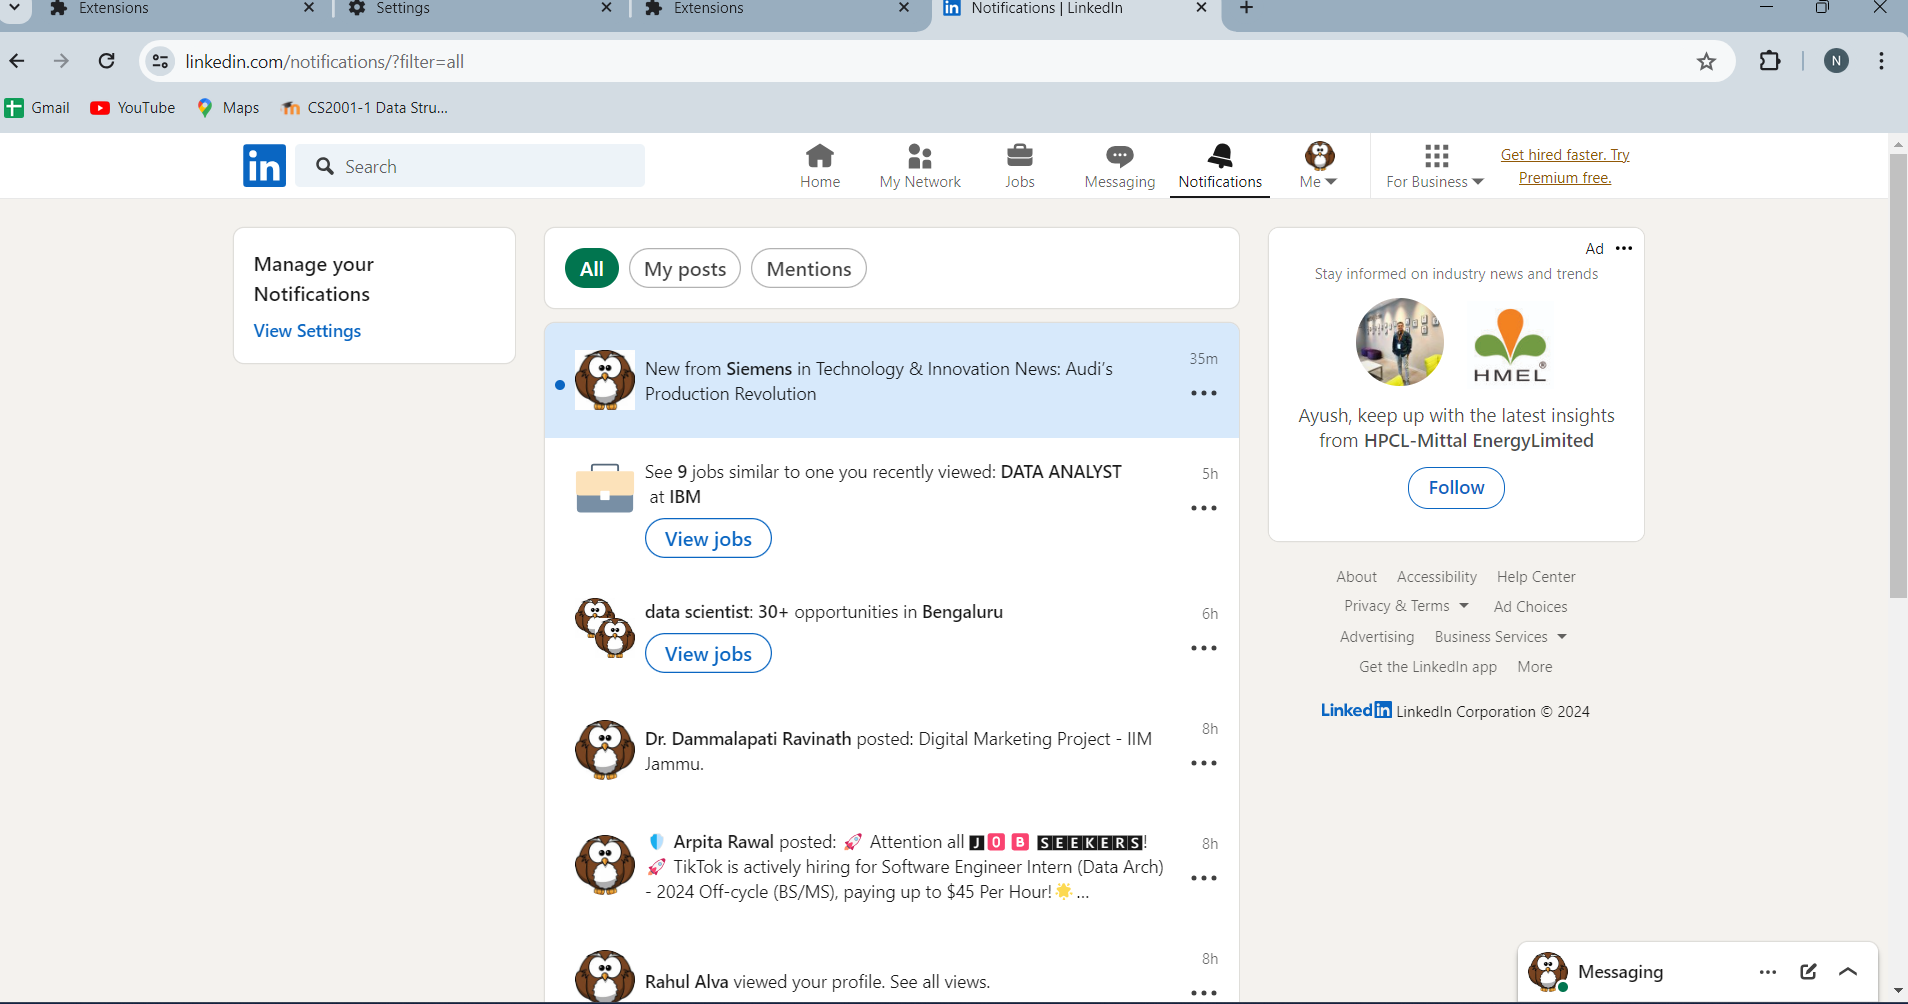 Extensions
Settings
Extensions
Notifications | LinkedIn
linkedin.com/notifications/?filter=all
N
Gmail
YouTube
Maps
CS2001-1 Data Stru...
in
Search
Home
My Network
Jobs
Messaging
Notifications
Me
For Business
Get hired faster. Try
Premium free.
Manage your
Notifications
View Settings
All
My posts
Mentions
New from Siemens in Technology & Innovation News: Audi's
Production Revolution
35m
See 9 jobs similar to one you recently viewed: DATA ANALYST
at IBM
5h
View jobs
data scientist: 30+ opportunities in Bengaluru
6h
View jobs
Dr. Dammalapati Ravinath posted: Digital Marketing Project - IIM
Jammu.
8h
Arpita Rawal posted: 🚀 Attention all 🅹🅾🅱 🆂🅴🅴🅺🅴🆁🆂!
🚀 TikTok is actively hiring for Software Engineer Intern (Data Arch)
- 2024 Off-cycle (BS/MS), paying up to $45 Per Hour!🌟...
8h
Rahul Alva viewed your profile. See all views.
8h
Ad
Stay informed on industry news and trends
HMEL®
Ayush, keep up with the latest insights
from HPCL-Mittal EnergyLimited
Follow
About Accessibility Help Center
Privacy & Terms Ad Choices
Advertising Business Services
Get the LinkedIn app More
LinkedIn LinkedIn Corporation © 2024
Messaging